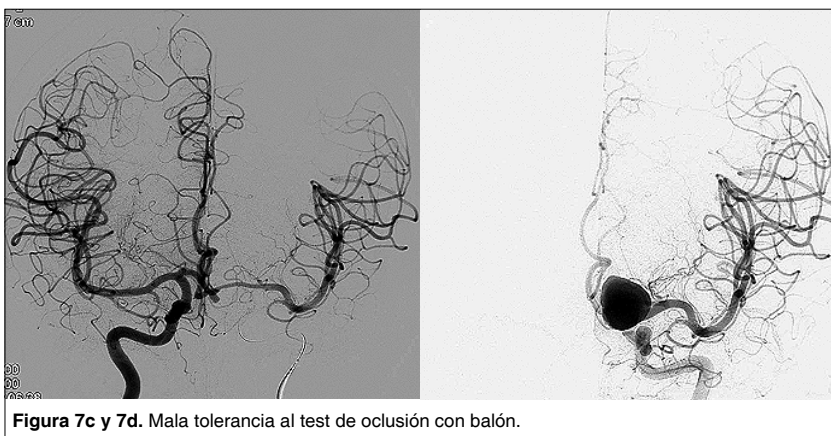 7 cm
Figura 7c y 7d. Mala tolerancia al test de oclusión con balón.